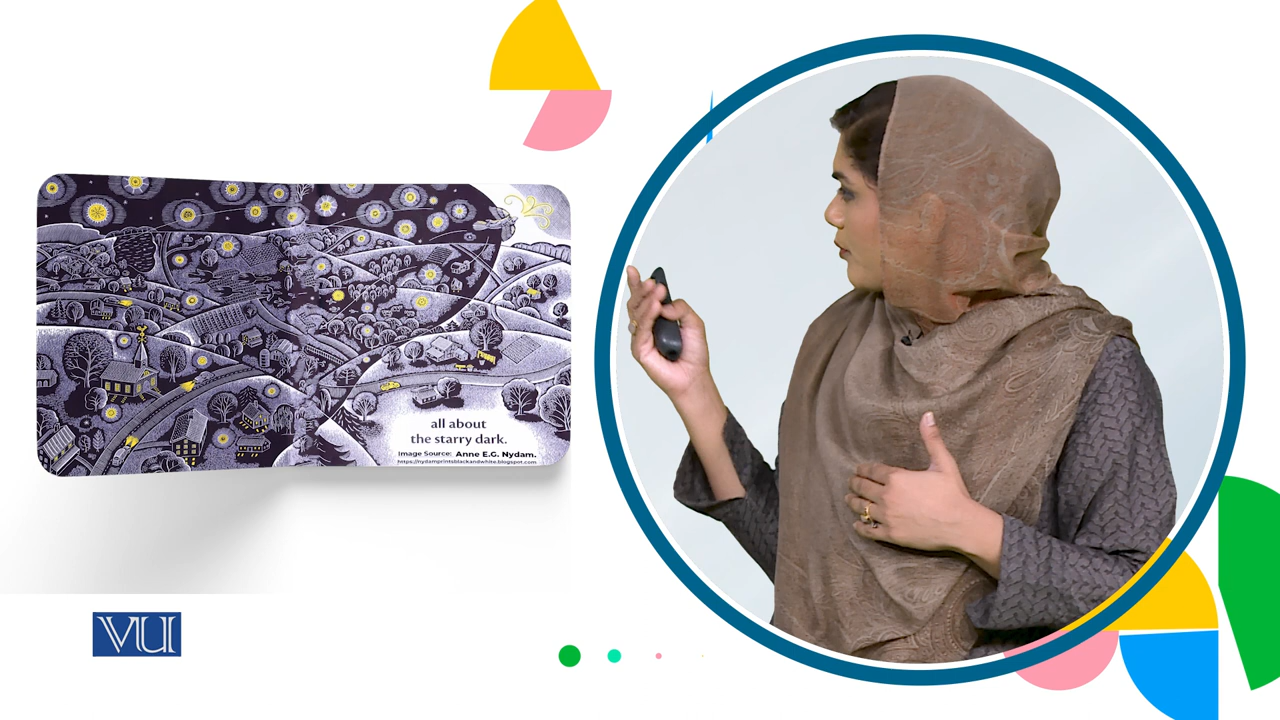 all about
the starry dark.
Image Source: Anne E.G. Nydam.
https://nydamprintsblackandwhite.blogspot.com
VU